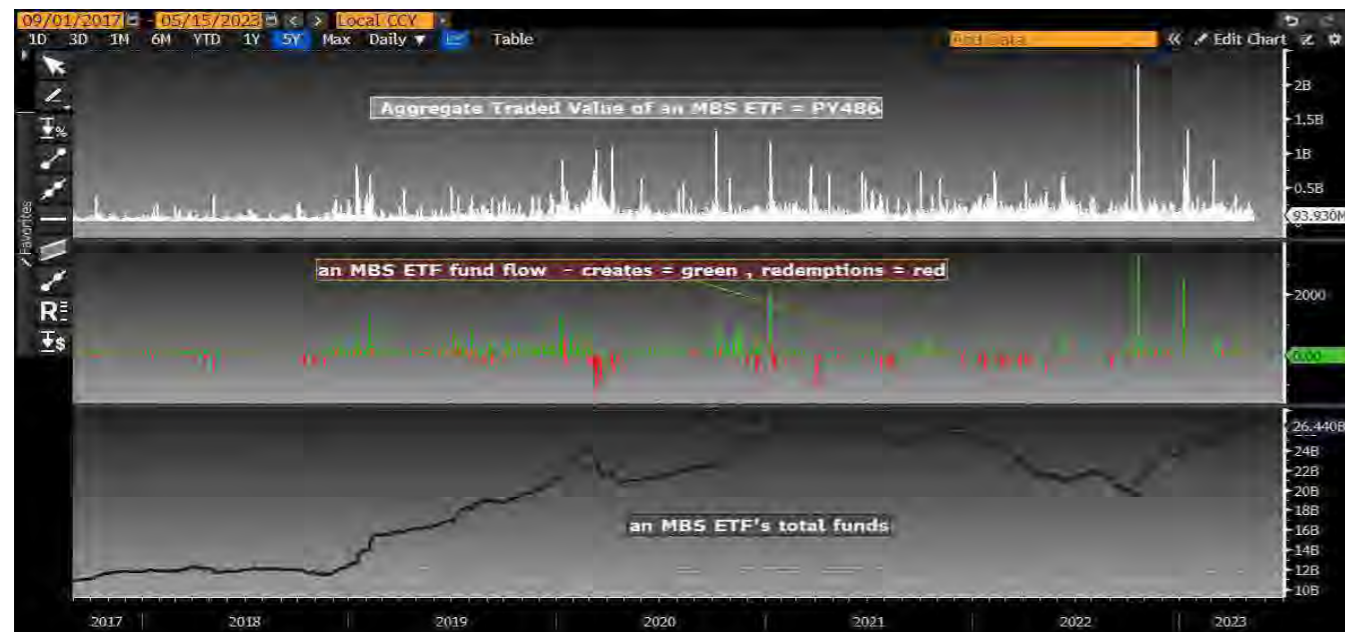 09/01/2017 - 05/15/2023 < > Local CCY
1D 3D 1M 6M YTD 1Y 5Y Max Daily ▼ Table Add Data « Edit Chart
Aggregate Traded Value of an MBS ETF = PY486
2B
1.5B
1B
0.5B
93.930M
Favorites
%
an MBS ETF fund flow - creates = green , redemptions = red
2000
R
$
0.00
26.440B
24B
22B
20B
an MBS ETF's total funds
18B
16B
14B
12B
10B
2017 2018 2019 2020 2021 2022 2023